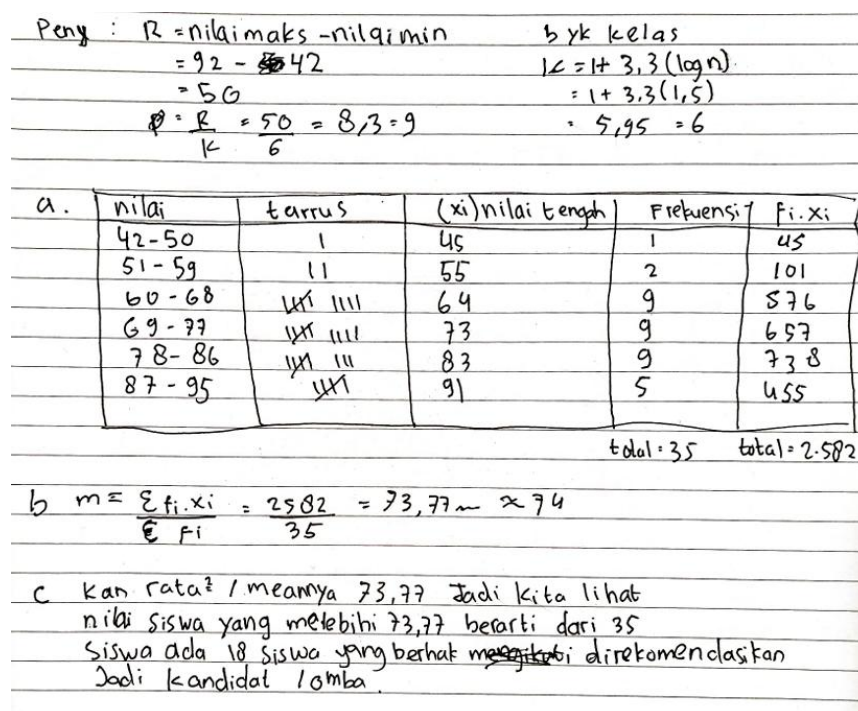 Peny : R = nilai maks - nilai min
= 92 - 42
= 50
P = R/K = 50/6 = 8,3 = 9
byk kelas
K = 1 + 3,3 (log n)
= 1 + 3,3 (1,5)
= 5,95 = 6
a. nilai tarrus (xi) nilai tengah Frekuensi fi.xi
42-50 | 45 1 45
51-59 || 55 2 101
60-68 𝍸 |||| 64 9 576
69-77 𝍸 |||| 73 9 657
78-86 𝍸 ||| 83 9 738
87-95 𝍸 91 5 455
total = 35 total = 2.582
b m = Σ fi.xi / Σ Fi = 2582 / 35 = 73,77 ~ ≈ 74
c Kan rata² / meannya 73,77 Jadi kita lihat
nilai siswa yang melebihi 73,77 berarti dari 35
Siswa ada 18 siswa yang berhak direkomendasikan
Jadi kandidat lomba.